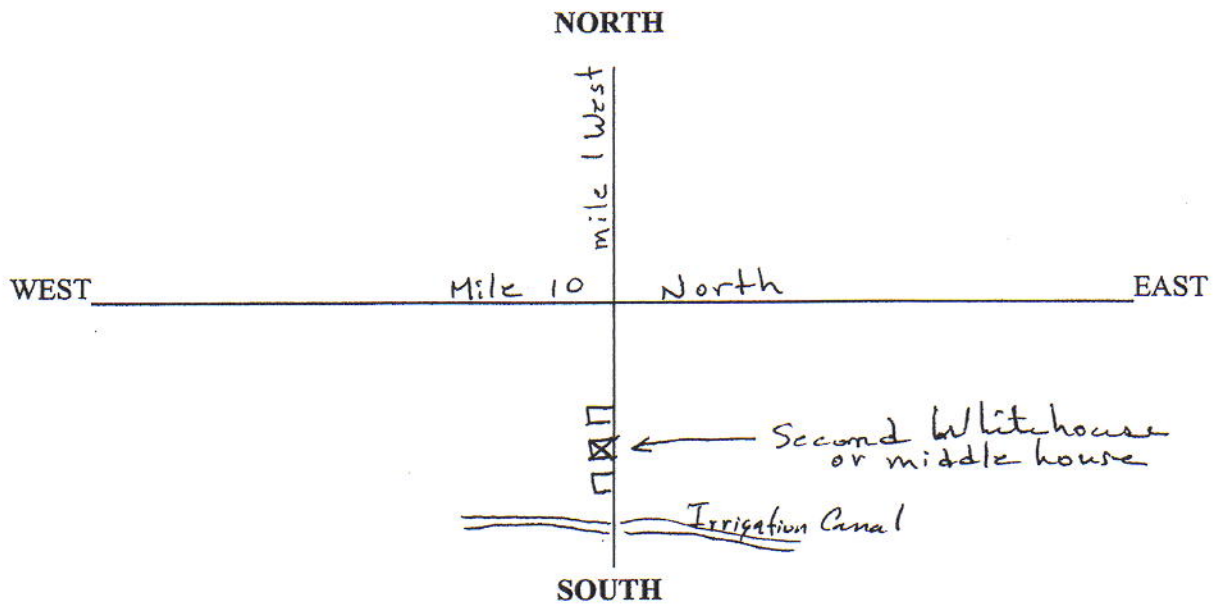 NORTH
mile 1 West
WEST
Mile 10 North
EAST
Second Whitehouse
or middle house
Irrigation Canal
SOUTH